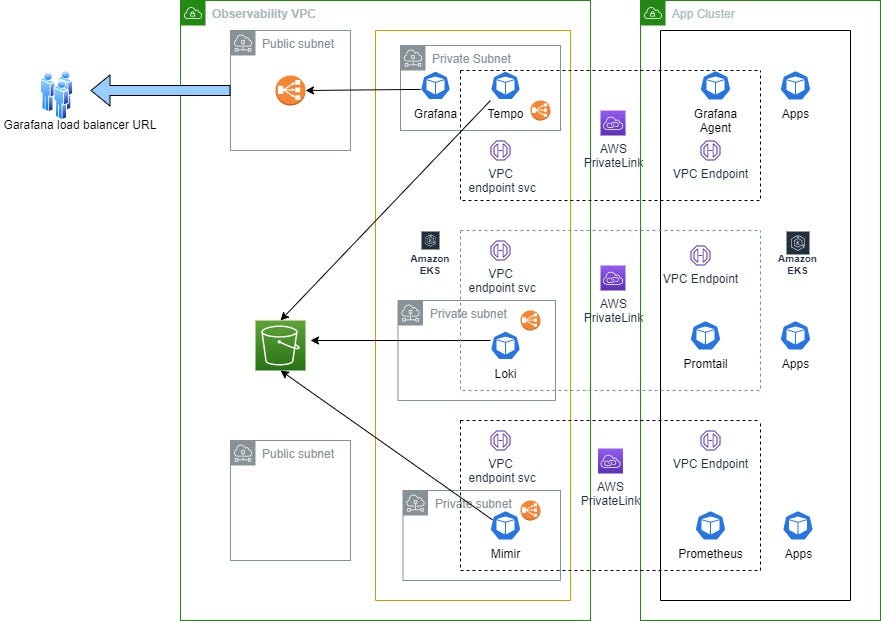 Observability VPC
App Cluster
Public subnet
Private Subnet
Grafana
Tempo
Garafana load balancer URL
VPC
endpoint svc
AWS
PrivateLink
Grafana
Agent
Apps
VPC Endpoint
Amazon
EKS
VPC
endpoint svc
AWS
PrivateLink
VPC Endpoint
Amazon
EKS
Private subnet
Loki
Promtail
Apps
Public subnet
VPC
endpoint svc
AWS
PrivateLink
VPC Endpoint
Private subnet
Mimir
Prometheus
Apps